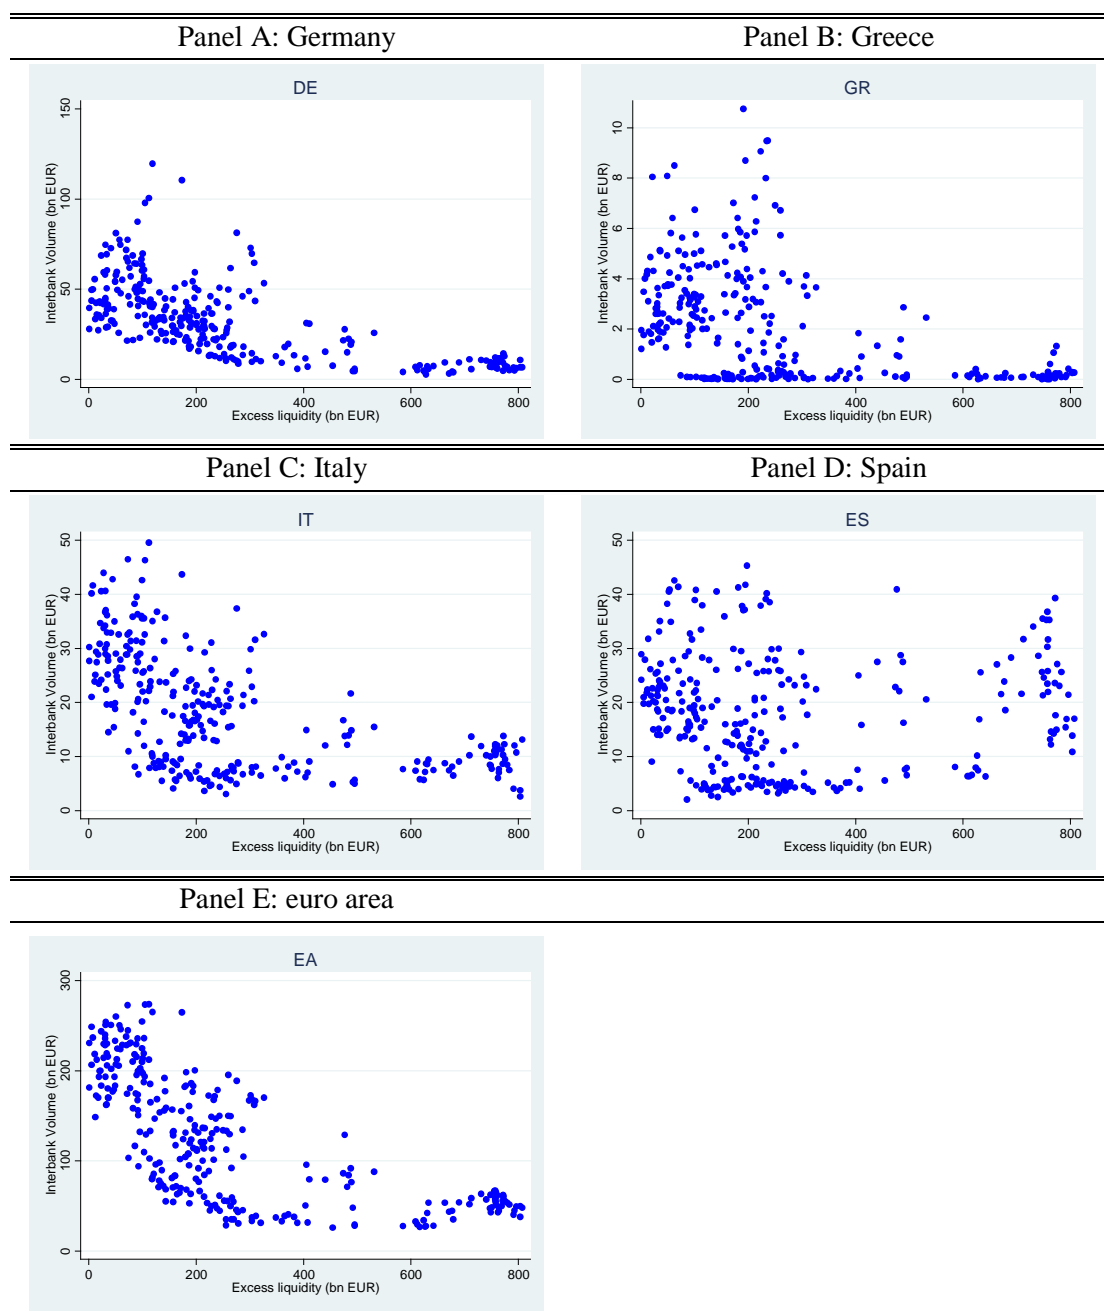 Panel A: Germany
Panel B: Greece
DE
Interbank Volume (bn EUR)
150
100
50
0
0 200 400 600 800
Excess liquidity (bn EUR)
GR
Interbank Volume (bn EUR)
10
8
6
4
2
0
0 200 400 600 800
Excess liquidity (bn EUR)
Panel C: Italy
Panel D: Spain
IT
Interbank Volume (bn EUR)
50
40
30
20
10
0
0 200 400 600 800
Excess liquidity (bn EUR)
ES
Interbank Volume (bn EUR)
50
40
30
20
10
0
0 200 400 600 800
Excess liquidity (bn EUR)
Panel E: euro area
EA
Interbank Volume (bn EUR)
300
200
100
0
0 200 400 600 800
Excess liquidity (bn EUR)